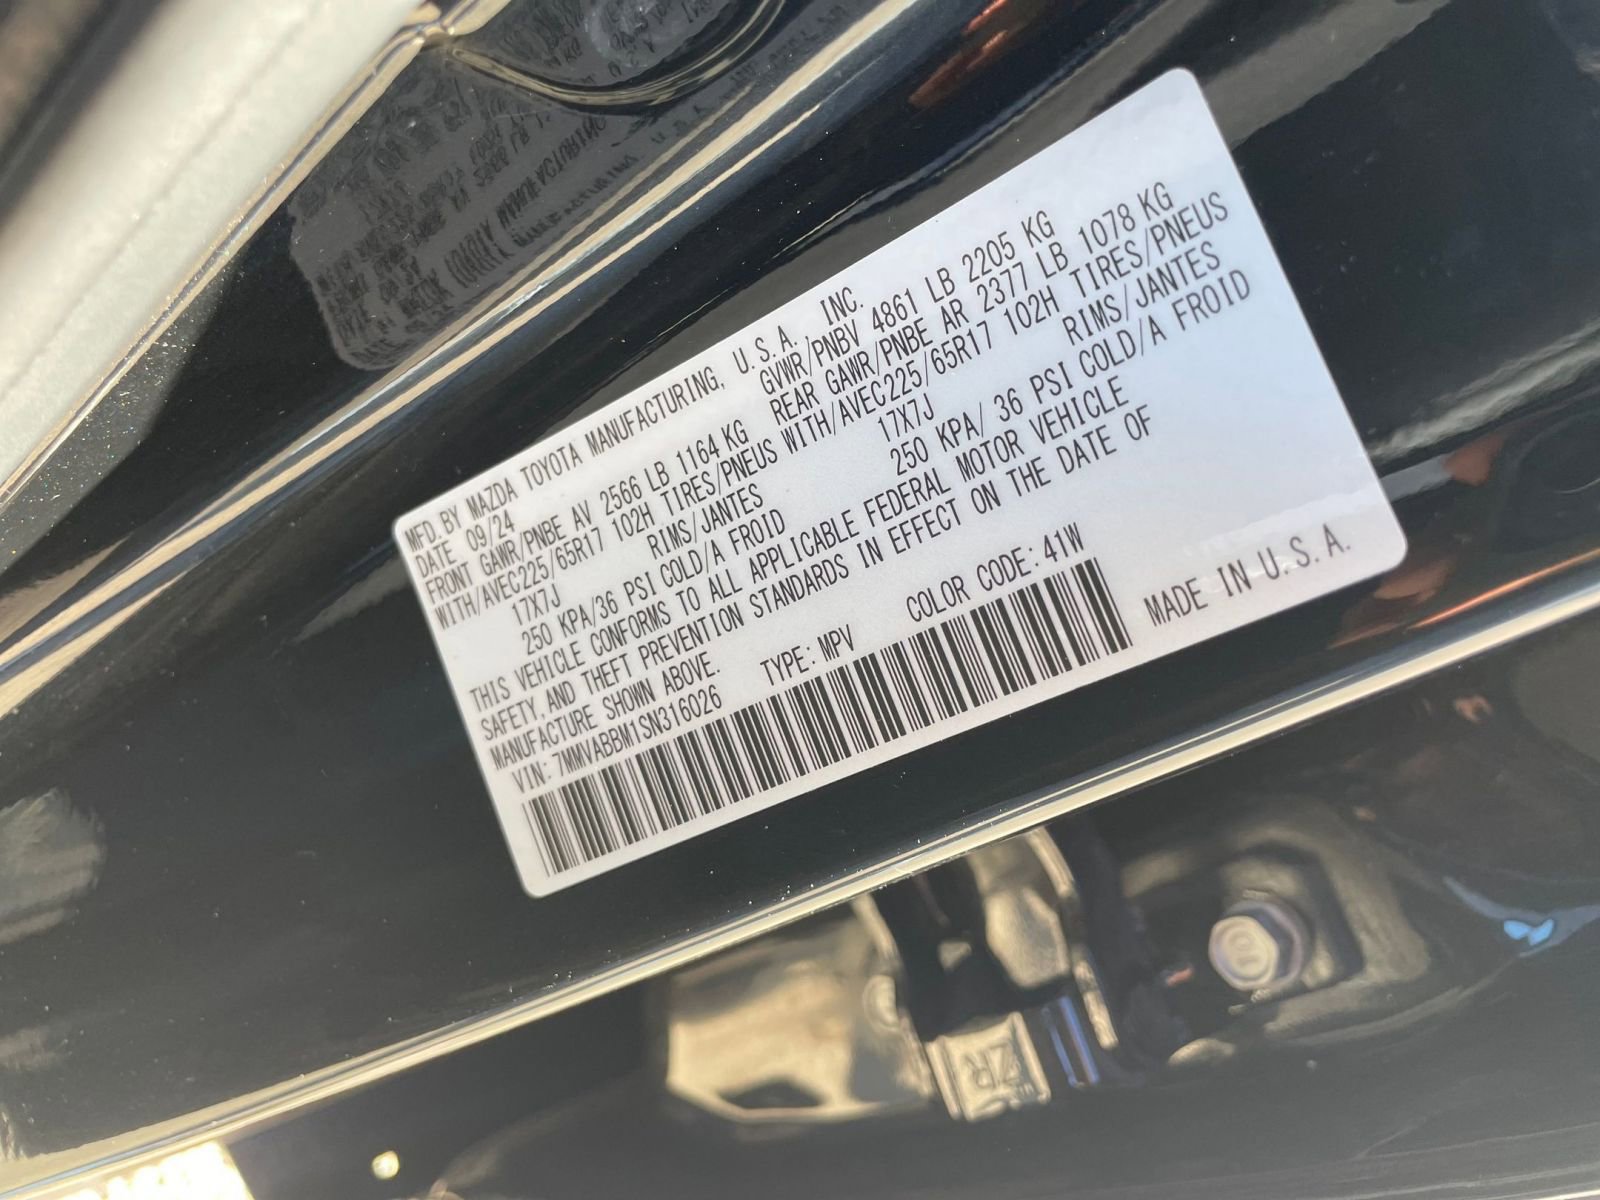 MFD. BY MAZDA TOYOTA MANUFACTURING, U.S.A., INC.
DATE 09/24 GVWR/PNBV 4861 LB 2205 KG
FRONT GAWR/PNBE AV 2566 LB 1164 KG REAR GAWR/PNBE AR 2377 LB 1078 KG
WITH/AVEC225/65R17 102H TIRES/PNEUS WITH/AVEC225/65R17 102H TIRES/PNEUS
17X7J RIMS/JANTES 17X7J RIMS/JANTES
250 KPA/36 PSI COLD/A FROID 250 KPA/ 36 PSI COLD/A FROID
THIS VEHICLE CONFORMS TO ALL APPLICABLE FEDERAL MOTOR VEHICLE
SAFETY, AND THEFT PREVENTION STANDARDS IN EFFECT ON THE DATE OF
MANUFACTURE SHOWN ABOVE.
VIN: 7MMVABBM1SN316026 TYPE: MPV COLOR CODE: 41W
MADE IN U.S.A.
ZR